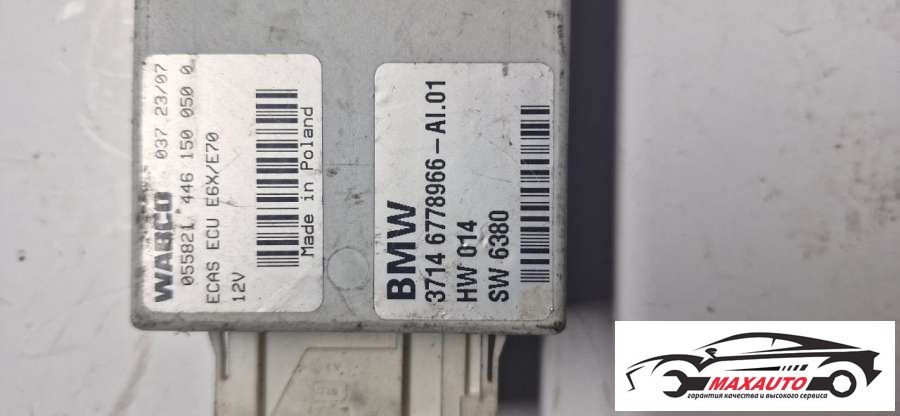 WABCO 037 23/07
055821 446 150 050 0
ECAS ECU E6X/E70
12V
Made in Poland
BMW
3714 6778966-AI.01
HW 014
SW 6380
MAXAUTO
гарантия качества и высокого сервиса